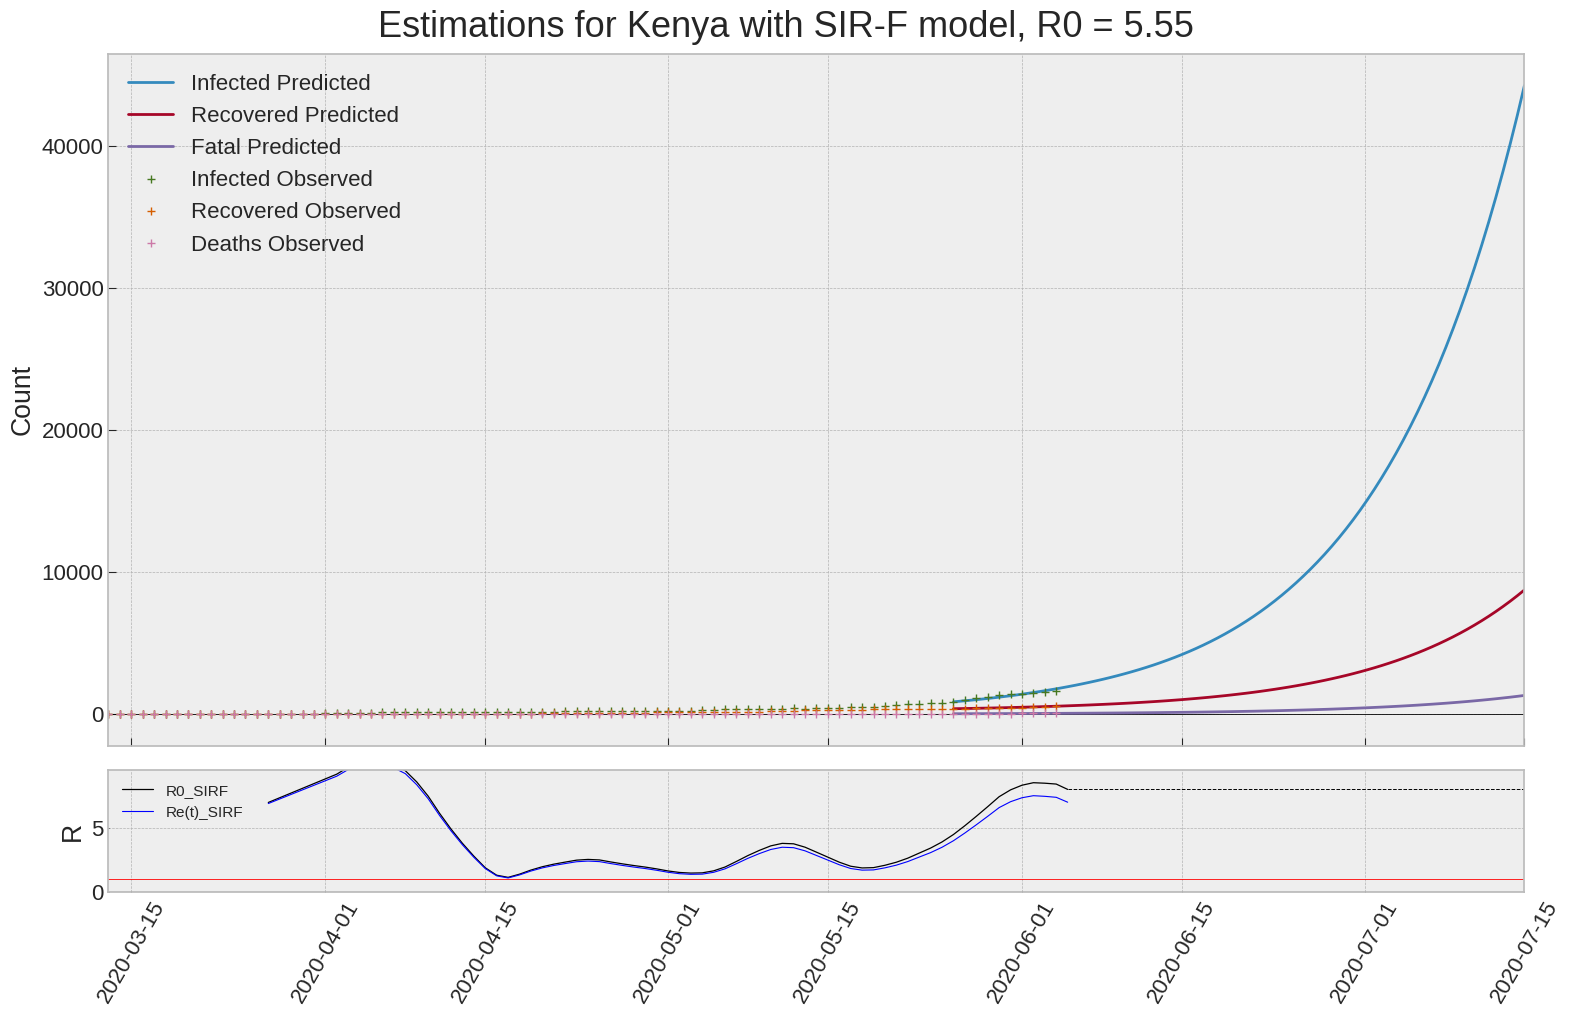 Estimations for Kenya with SIR-F model, R0 = 5.55
Infected Predicted
Recovered Predicted
Fatal Predicted
Infected Observed
Recovered Observed
Deaths Observed
Count
40000
30000
20000
10000
0
R0_SIRF
Re(t)_SIRF
R
5
0
2020-03-15
2020-04-01
2020-04-15
2020-05-01
2020-05-15
2020-06-01
2020-06-15
2020-07-01
2020-07-15